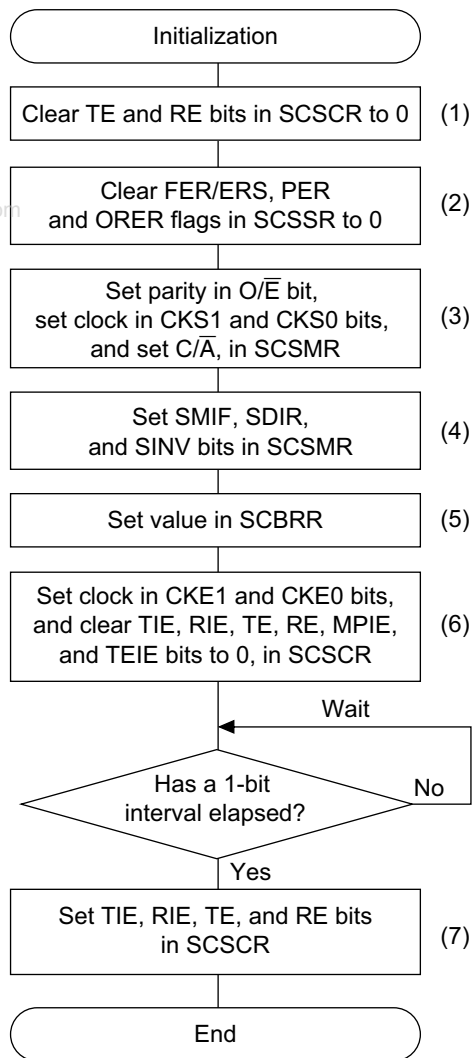 Initialization
Clear TE and RE bits in SCSCR to 0
(1)
Clear FER/ERS, PER
and ORER flags in SCSSR to 0
(2)
om
Set parity in O/E̅ bit,
set clock in CKS1 and CKS0 bits,
and set C/A̅, in SCSMR
(3)
Set SMIF, SDIR,
and SINV bits in SCSMR
(4)
Set value in SCBRR
(5)
Set clock in CKE1 and CKE0 bits,
and clear TIE, RIE, TE, RE, MPIE,
and TEIE bits to 0, in SCSCR
(6)
Wait
Has a 1-bit
interval elapsed?
No
Yes
Set TIE, RIE, TE, and RE bits
in SCSCR
(7)
End